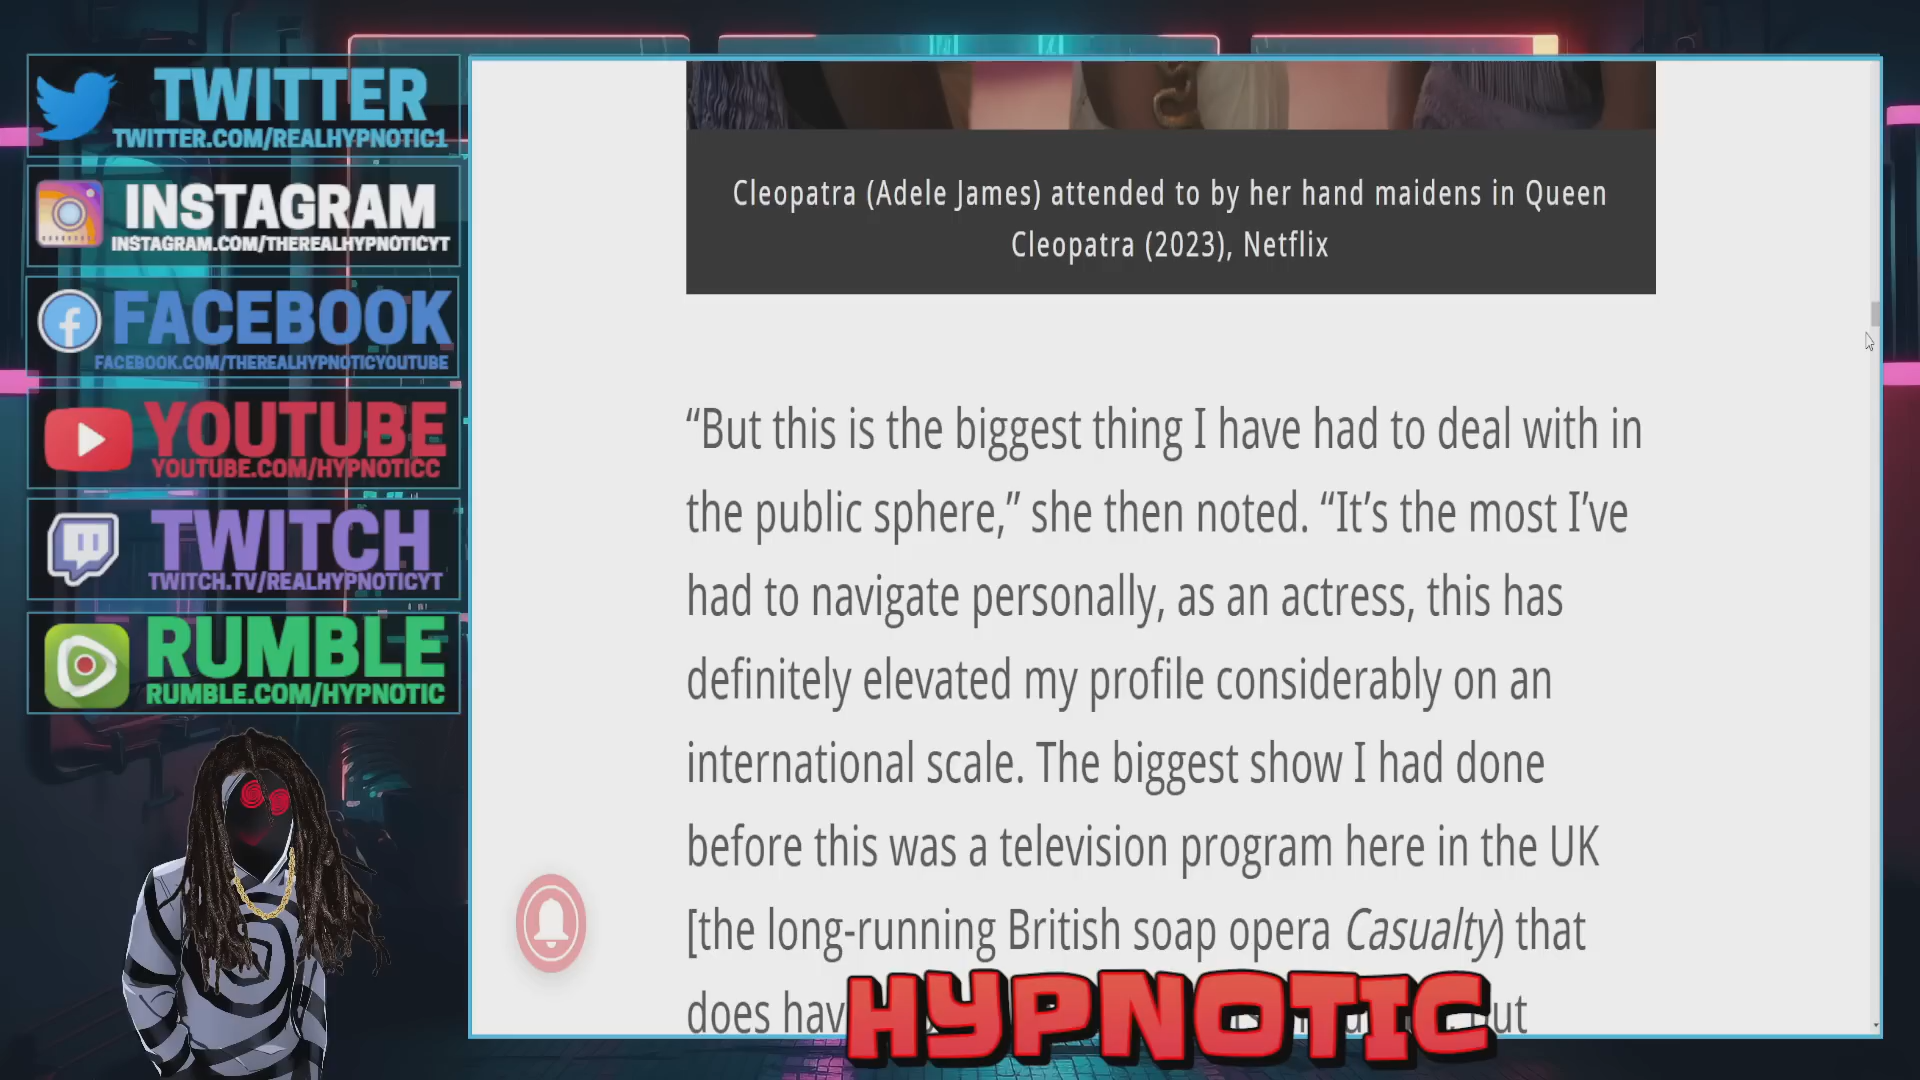 TWITTER
TWITTER.COM/REALHYPNOTIC1
INSTAGRAM
INSTAGRAM.COM/THEREALHYPNOTICYT
FACEBOOK
FACEBOOK.COM/THEREALHYPNOTICYOUTUBE
YOUTUBE
YOUTUBE.COM/HYPNOTICC
TWITCH
TWITCH.TV/REALHYPNOTICYT
RUMBLE
RUMBLE.COM/HYPNOTIC
Cleopatra (Adele James) attended to by her hand maidens in Queen
Cleopatra (2023), Netflix
“But this is the biggest thing I have had to deal with in
the public sphere,” she then noted. “It’s the most I’ve
had to navigate personally, as an actress, this has
definitely elevated my profile considerably on an
international scale. The biggest show I had done
before this was a television program here in the UK
[the long-running British soap opera Casualty) that
does
HYPNOTIC